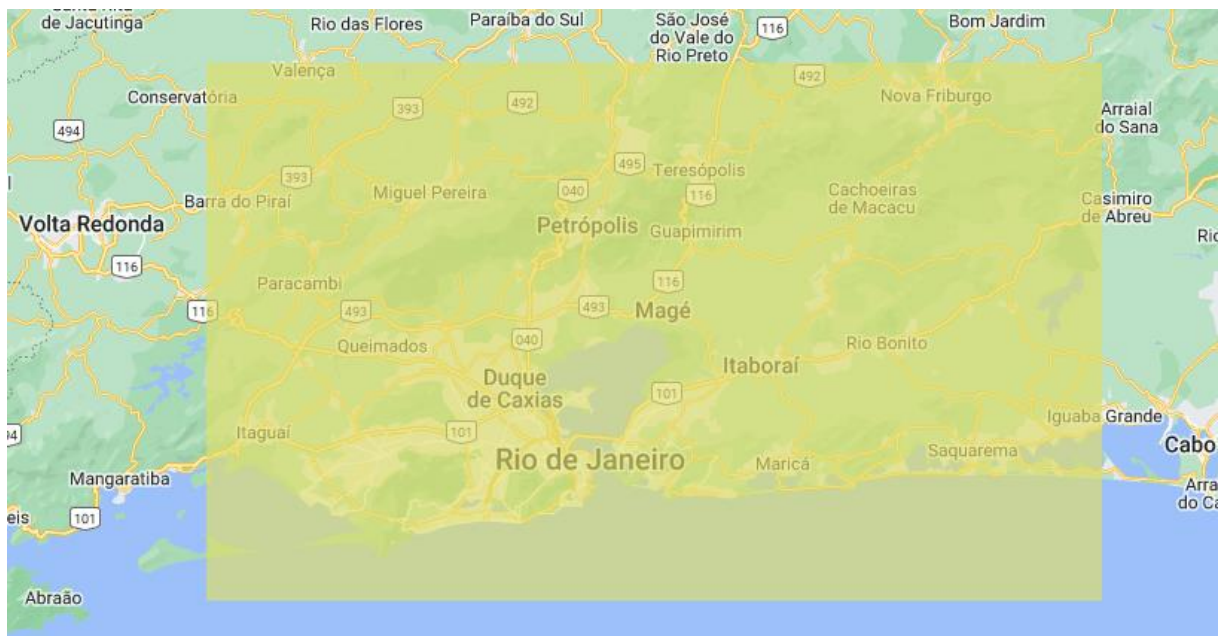 de Jacutinga
Rio das Flores
Paraíba do Sul
São José
do Vale do
Rio Preto
116
Bom Jardim
Valença
492
Conservatória
393
492
Nova Friburgo
Arraial
do Sana
494
495
Teresópolis
393
Miguel Pereira
040
116
Cachoeiras
de Macacu
Barra do Piraí
Casimiro
de Abreu
Volta Redonda
Petrópolis
Guapimirim
116
Paracambi
116
116
493
493
Magé
Queimados
040
Rio Bonito
Itaboraí
Duque
de Caxias
101
Iguaba Grande
Itaguaí
101
Cabo
Saquarema
Rio de Janeiro
Maricá
Mangaratiba
101
do Ca
Abraão